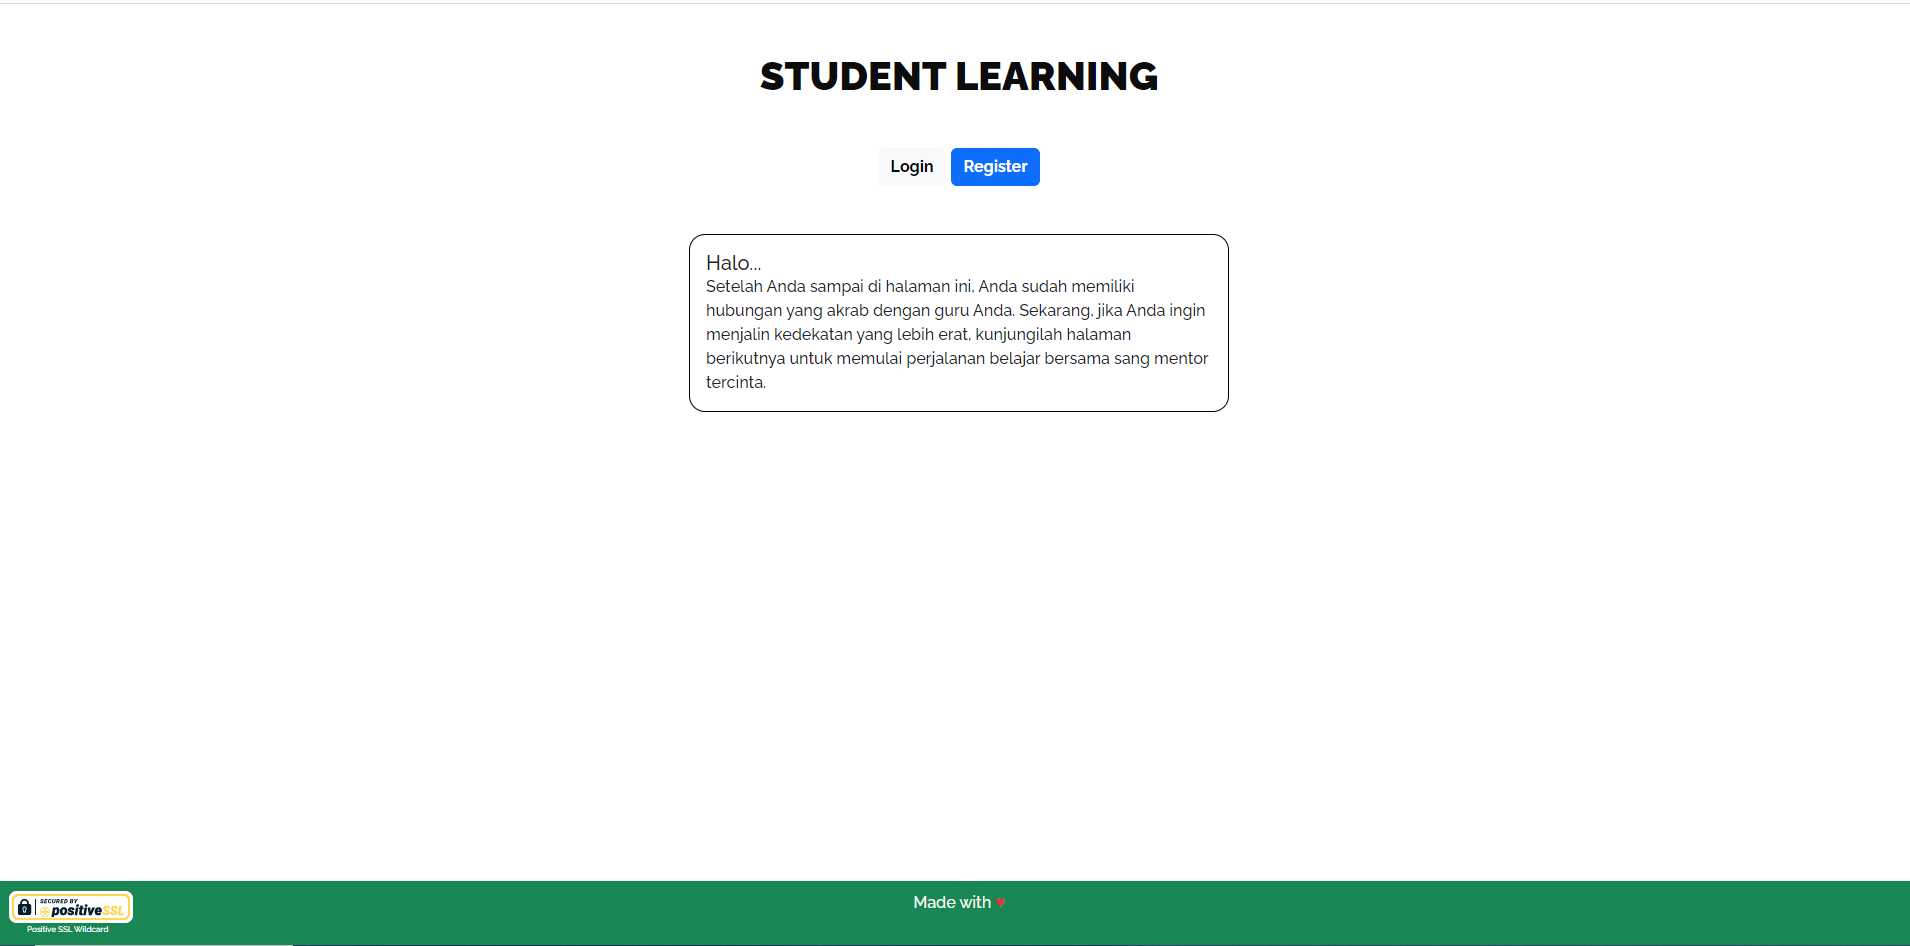 STUDENT LEARNING
Login Register
Halo...
Setelah Anda sampai di halaman ini, Anda sudah memiliki
hubungan yang akrab dengan guru Anda. Sekarang, jika Anda ingin
menjalin kedekatan yang lebih erat, kunjungilah halaman
berikutnya untuk memulai perjalanan belajar bersama sang mentor
tercinta.
Made with ♥
SECURED BY
positiveSSL
Positive SSL Wildcard